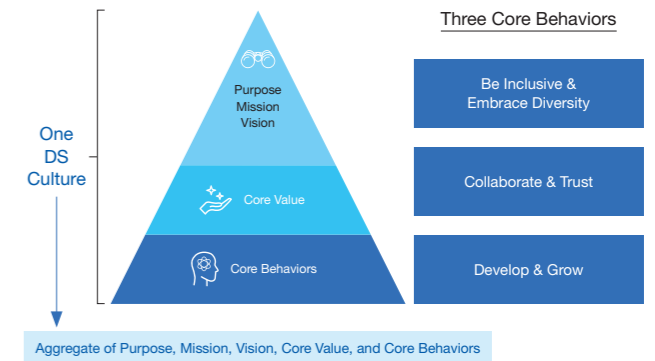 Three Core Behaviors
Purpose
Mission
Vision
Be Inclusive &
Embrace Diversity
One
DS
Culture
Core Value
Collaborate & Trust
Core Behaviors
Develop & Grow
Aggregate of Purpose, Mission, Vision, Core Value, and Core Behaviors